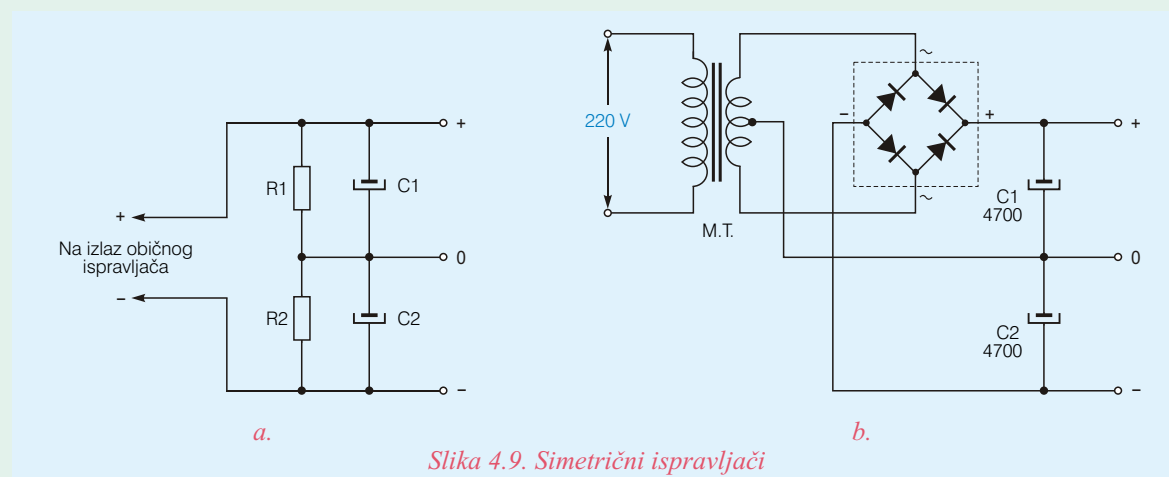 +
Na izlaz običnog
ispravljača
−
R1
C1
R2
C2
+
0
−
a.
220 V
M.T.
~
−
+
~
C1
4700
C2
4700
+
0
−
b.
Slika 4.9. Simetrični ispravljači